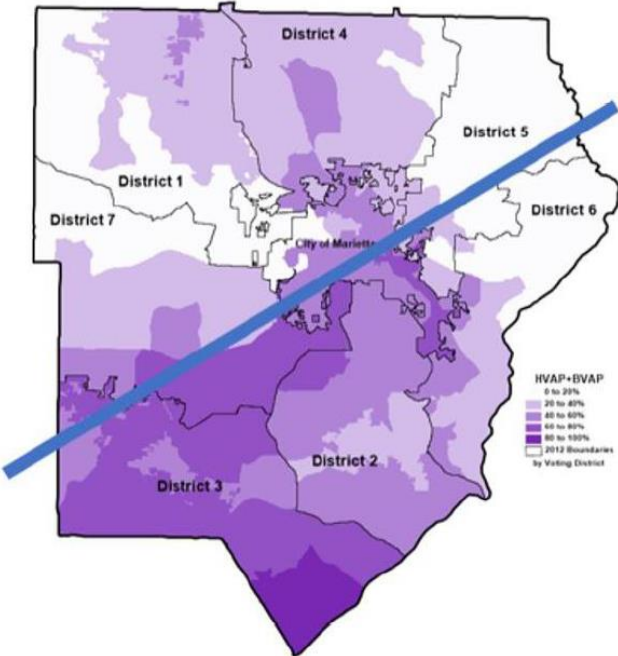 District 4
District 5
District 1
District 6
District 7
City of Marietta
District 2
District 3
HVAP+BVAP
0 to 20%
20 to 40%
40 to 60%
60 to 80%
80 to 100%
2012 Boundaries
by Voting District